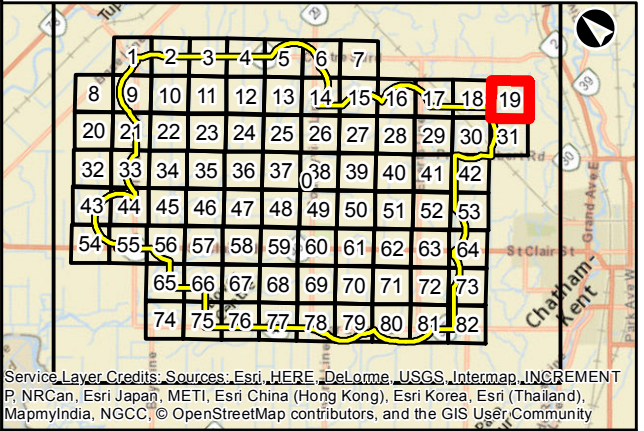 20
1 2 3 4 5 6 7
8 9 10 11 12 13 14 15 16 17 18 19
39
20 21 22 23 24 25 26 27 28 29 30 31
32 33 34 35 36 37 38 39 40 41 42
0
43 44 45 46 47 48 49 50 51 52 53
54 55 56 57 58 59 60 61 62 63 64
St Clair St
65 66 67 68 69 70 71 72 73
74 75 76 77 78 79 80 81 82
Grand Ave E
Chatham-
Kent
Park Ave W
Service Layer Credits: Sources: Esri, HERE, DeLorme, USGS, Intermap, INCREMENT
P, NRCan, Esri Japan, METI, Esri China (Hong Kong), Esri Korea, Esri (Thailand),
MapmyIndia, NGCC, © OpenStreetMap contributors, and the GIS User Community